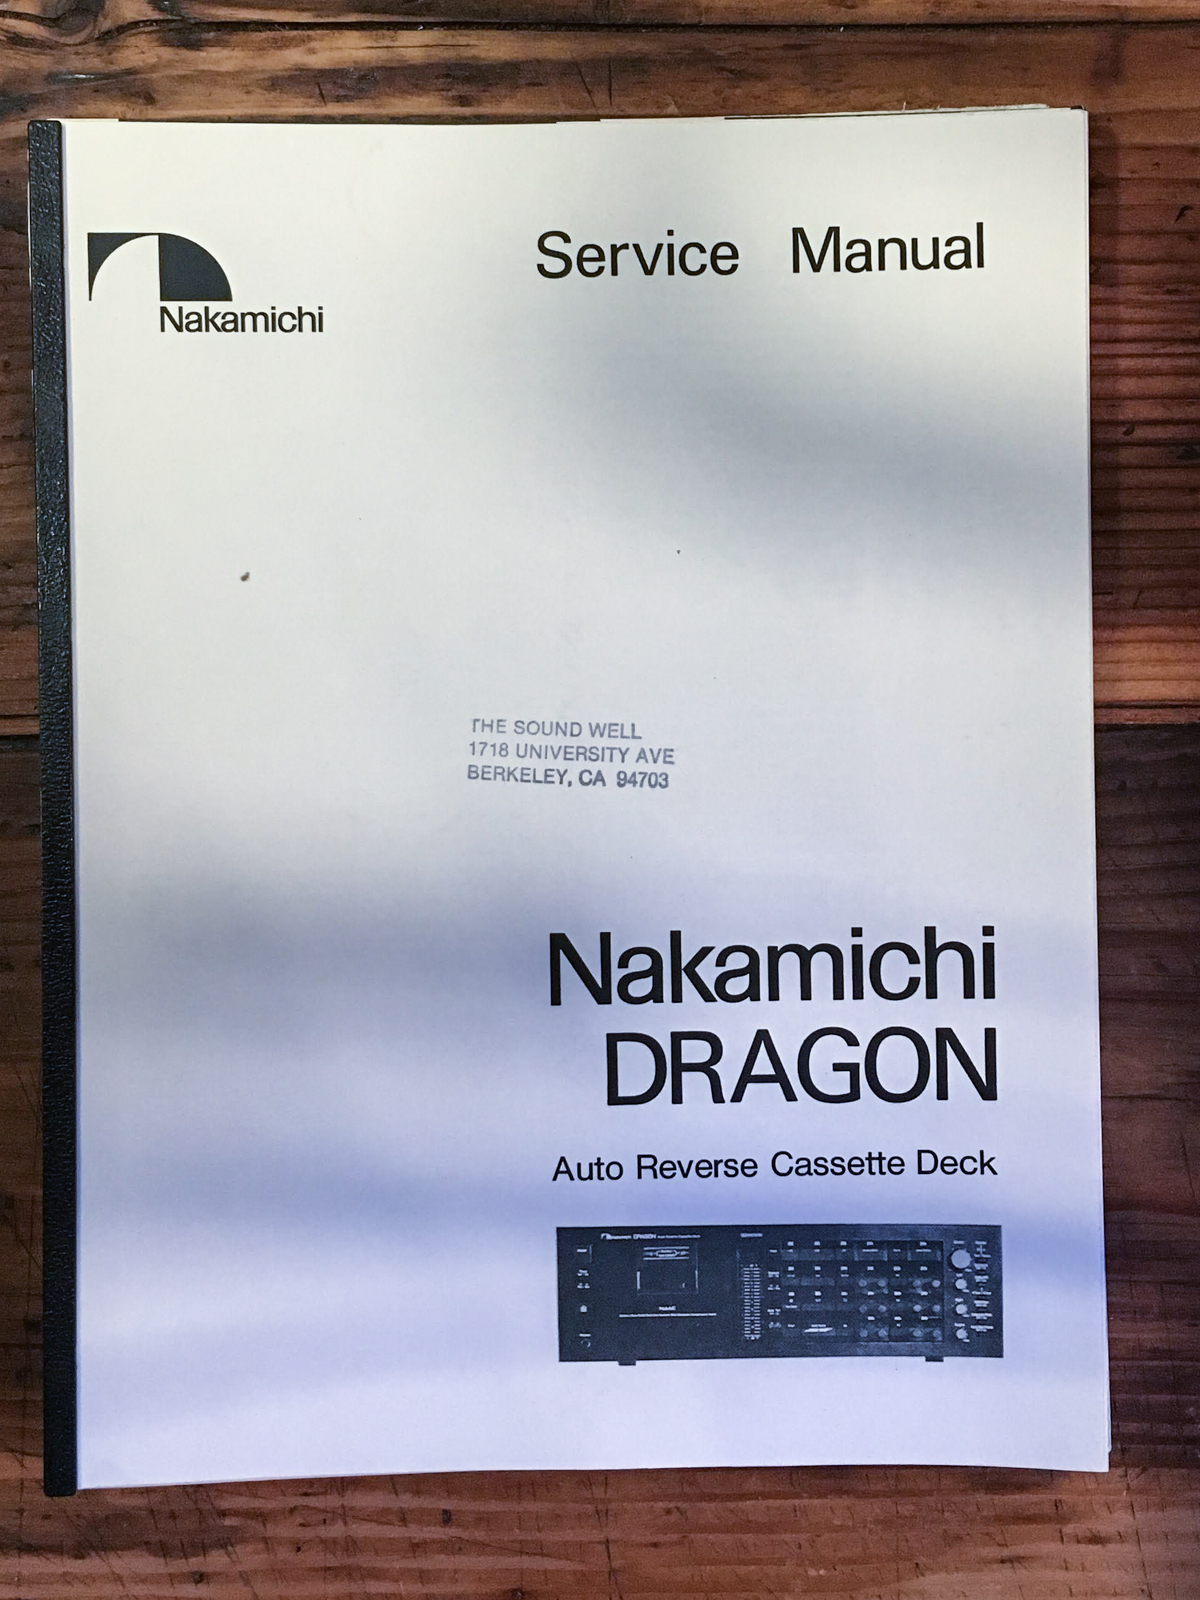 Service Manual
Nakamichi
THE SOUND WELL
1718 UNIVERSITY AVE
BERKELEY, CA 94703
Nakamichi
DRAGON
Auto Reverse Cassette Deck